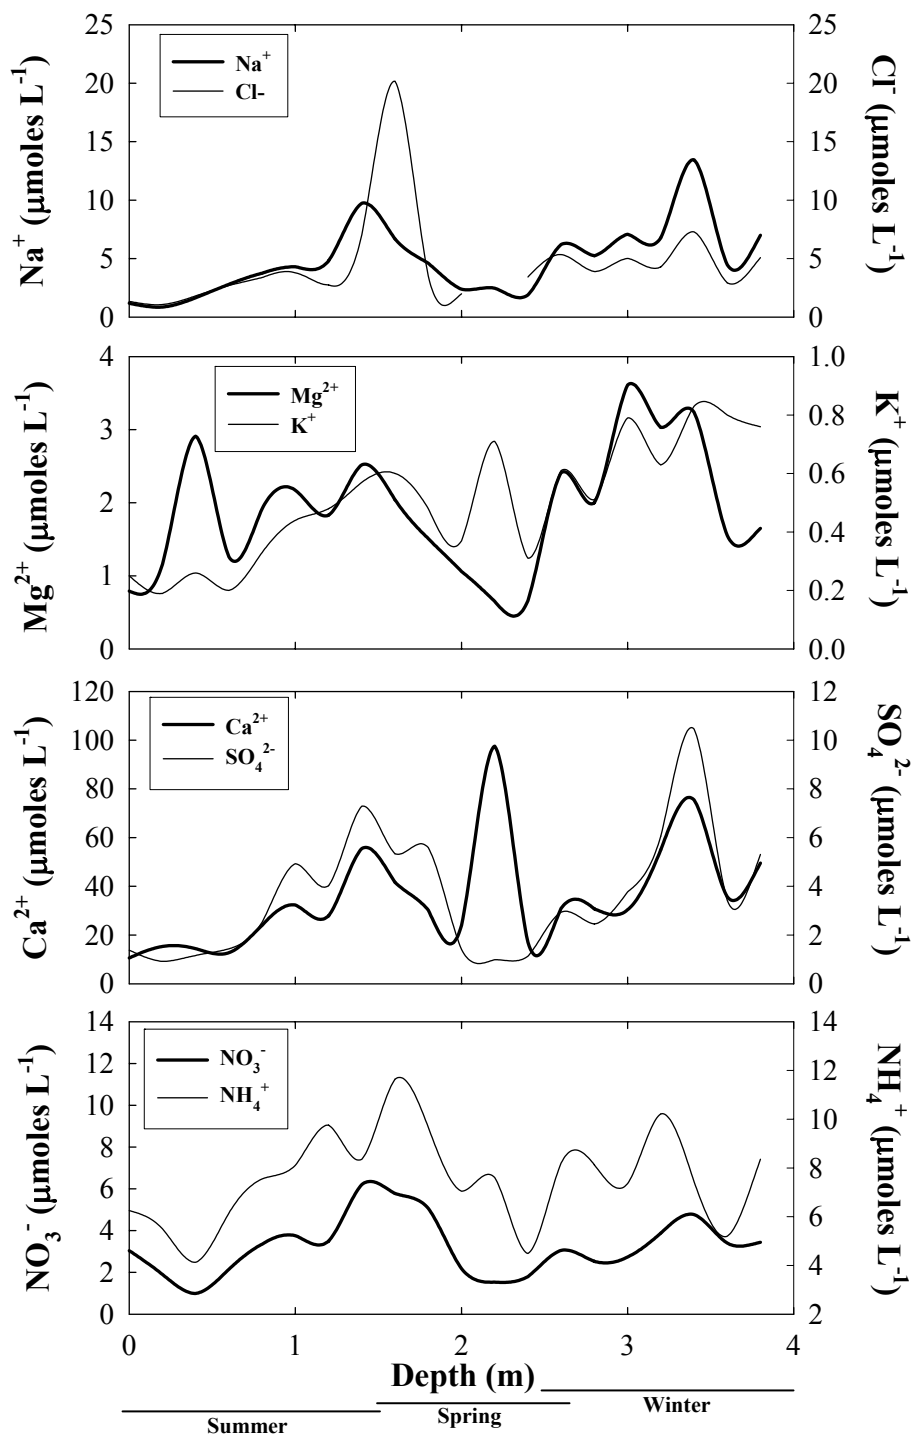 Na⁺ (μmoles L⁻¹)
25
20
15
10
5
0
Na⁺
Cl-
25
20
15
10
5
0
Cl⁻ (μmoles L⁻¹)
Mg²⁺ (μmoles L⁻¹)
4
3
2
1
0
Mg²⁺
K⁺
1.0
0.8
0.6
0.4
0.2
0.0
K⁺ (μmoles L⁻¹)
Ca²⁺ (μmoles L⁻¹)
120
100
80
60
40
20
0
Ca²⁺
SO₄²⁻
12
10
8
6
4
2
0
SO₄²⁻ (μmoles L⁻¹)
NO₃⁻ (μmoles L⁻¹)
14
12
10
8
6
4
2
0
NO₃⁻
NH₄⁺
14
12
10
8
6
4
2
NH₄⁺ (μmoles L⁻¹)
0 1 2 3 4
Depth (m)
Summer Spring Winter